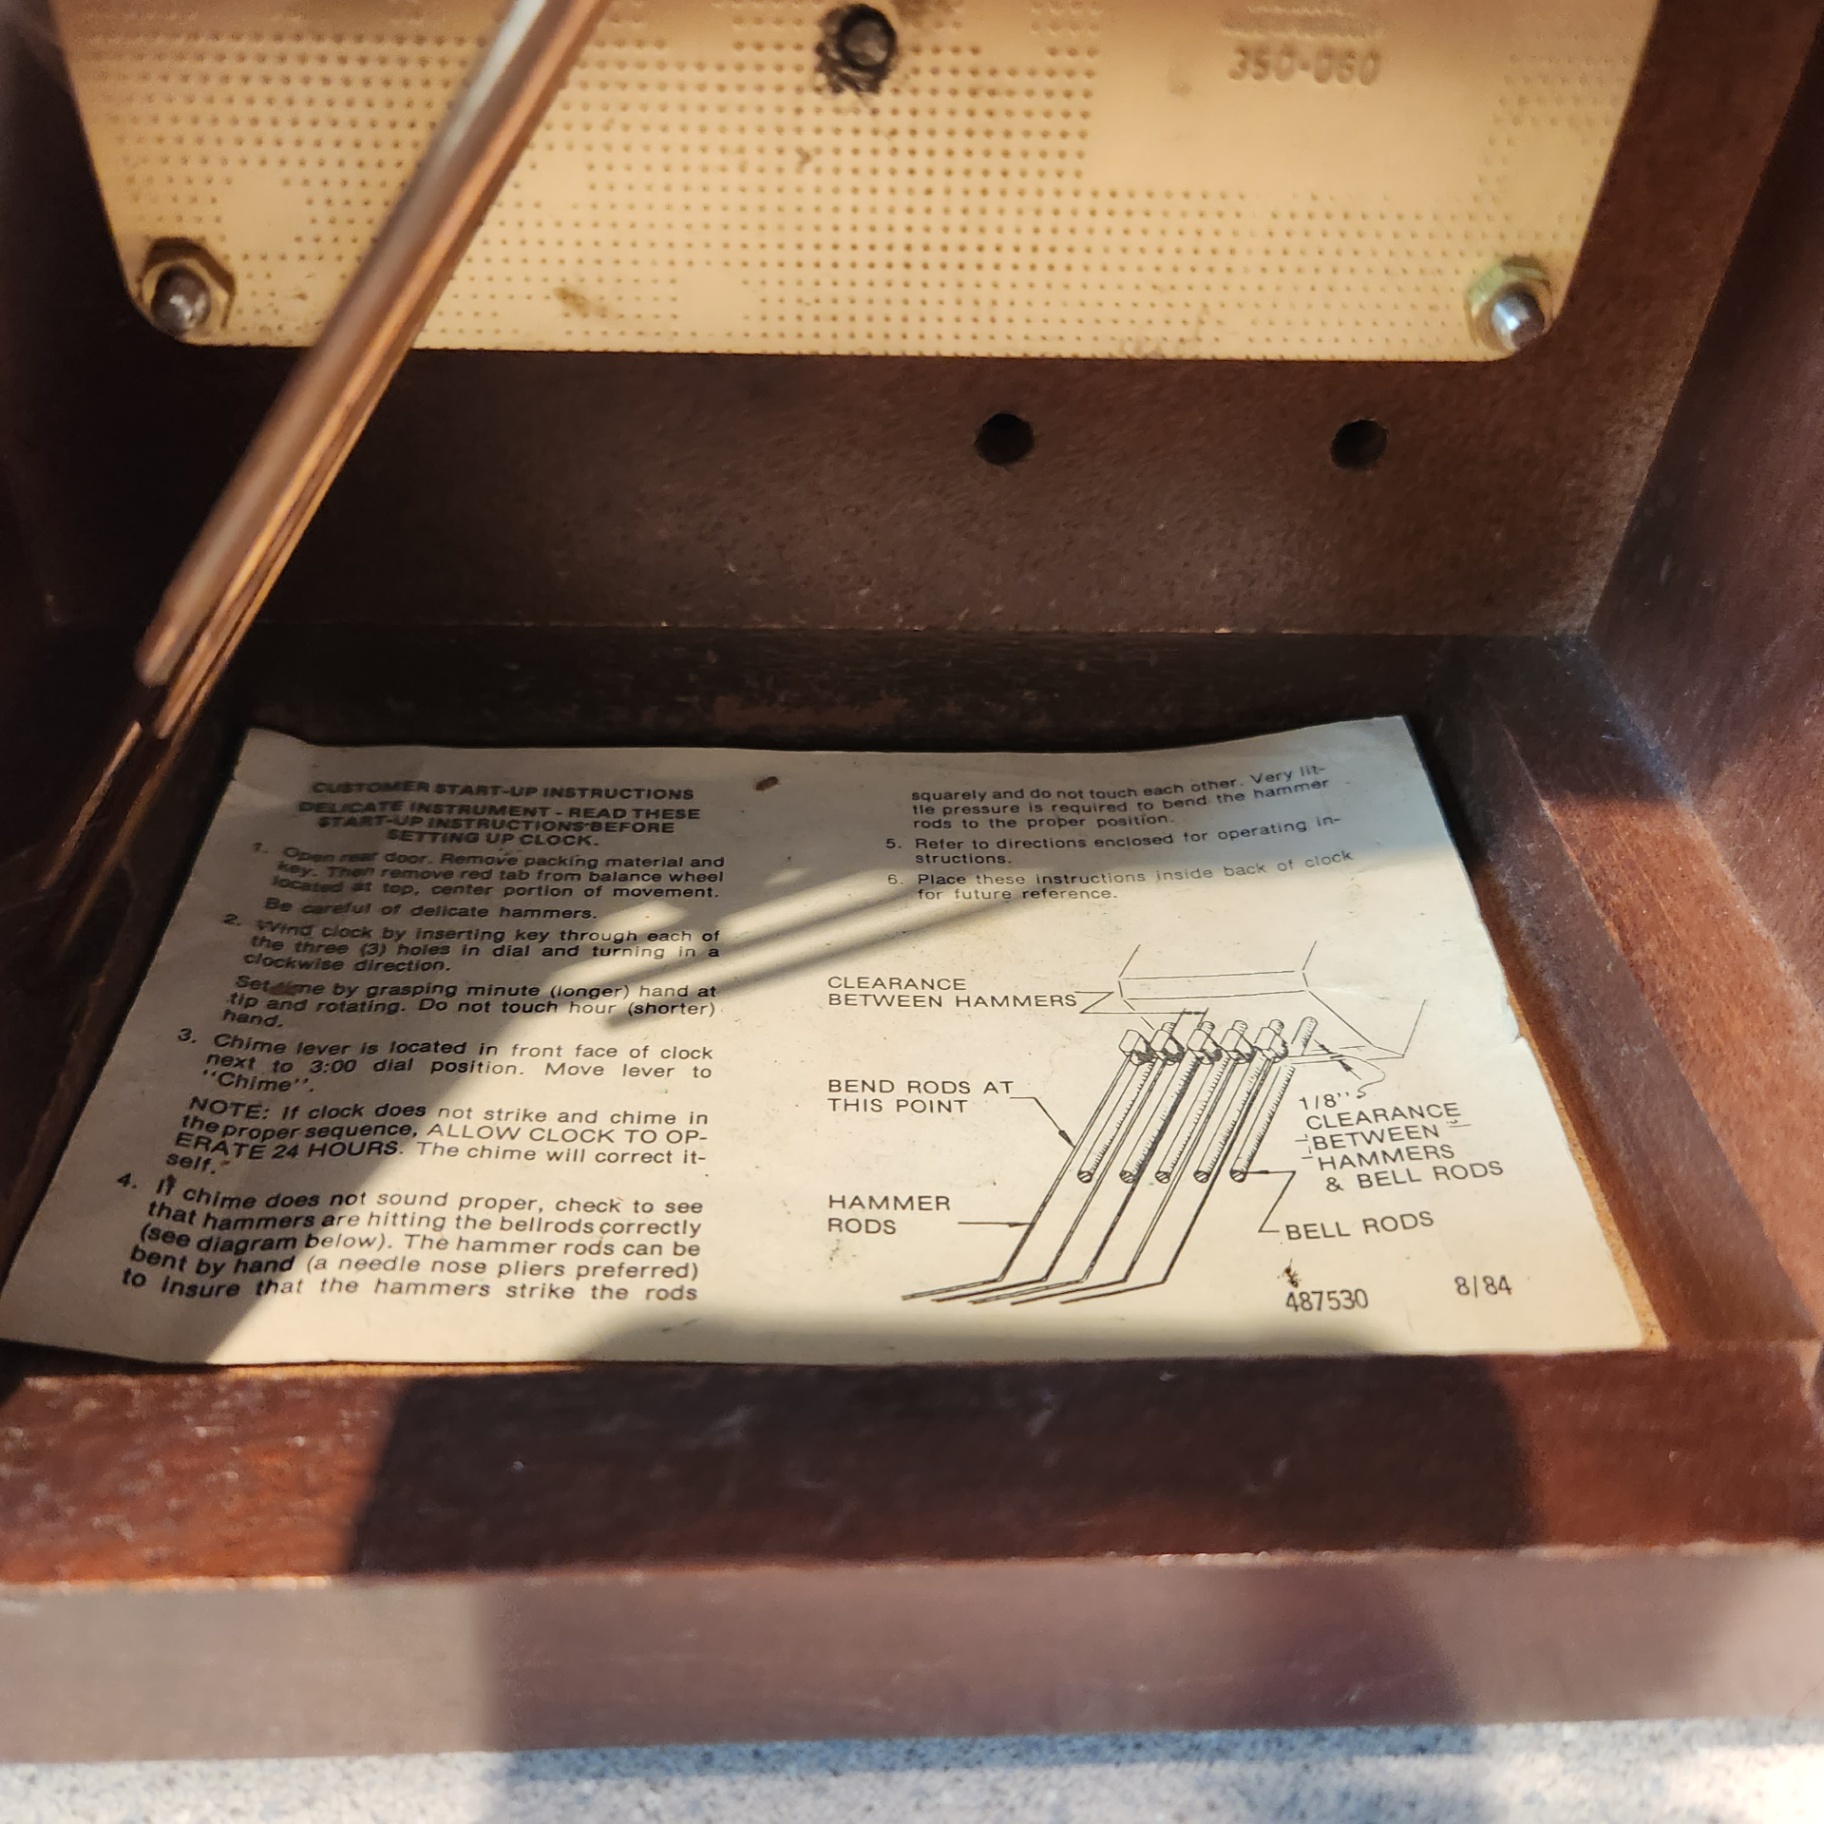 350-060
CUSTOMER START-UP INSTRUCTIONS
DELICATE INSTRUMENT - READ THESE
START-UP INSTRUCTIONS BEFORE
SETTING UP CLOCK.
1. Open rear door. Remove packing material and
key. Then remove red tab from balance wheel
located at top, center portion of movement.
Be careful of delicate hammers.
2. Wind clock by inserting key through each of
the three (3) holes in dial and turning in a
clockwise direction.
Set time by grasping minute (longer) hand at
tip and rotating. Do not touch hour (shorter)
hand.
3. Chime lever is located in front face of clock
next to 3:00 dial position. Move lever to
"Chime".
NOTE: If clock does not strike and chime in
the proper sequence, ALLOW CLOCK TO OP-
ERATE 24 HOURS. The chime will correct it-
self.
4. If chime does not sound proper, check to see
that hammers are hitting the bellrods correctly
(see diagram below). The hammer rods can be
bent by hand (a needle nose pliers preferred)
to insure that the hammers strike the rods
squarely and do not touch each other. Very lit-
tle pressure is required to bend the hammer
rods to the proper position.
5. Refer to directions enclosed for operating in-
structions.
6. Place these instructions inside back of clock
for future reference.
CLEARANCE
BETWEEN HAMMERS
BEND RODS AT
THIS POINT
HAMMER
RODS
1/8"
CLEARANCE
BETWEEN
HAMMERS
& BELL RODS
BELL RODS
487530 8/84